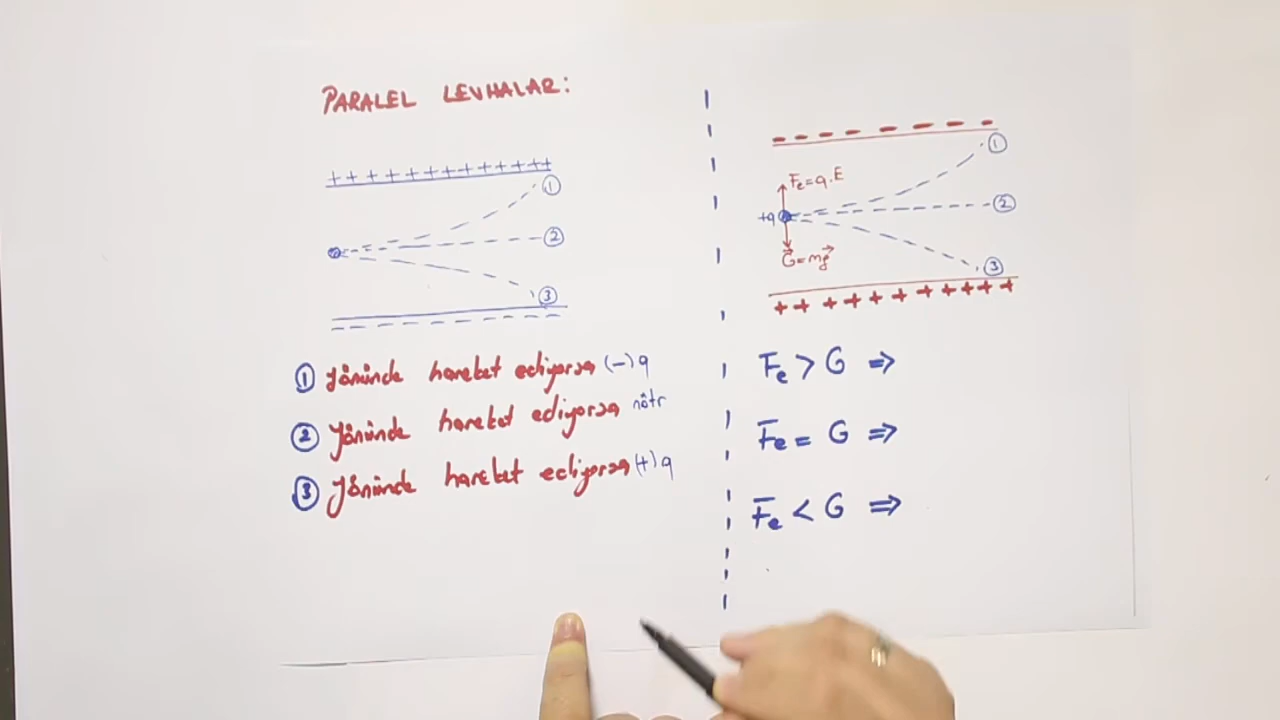 PARALEL LEVHALAR:
+ + + + + + + + + + + + +
1
2
3
- - - - - - - - - - -
① yönünde hareket ediyorsa (-) q
② yönünde hareket ediyorsa nötr
③ yönünde hareket ediyorsa (+) q
- - - - - - -
1
Fe=q.E
+q
2
G=mg
3
+ + + + + + + + + + +
Fe > G ⇒
Fe = G ⇒
Fe < G ⇒